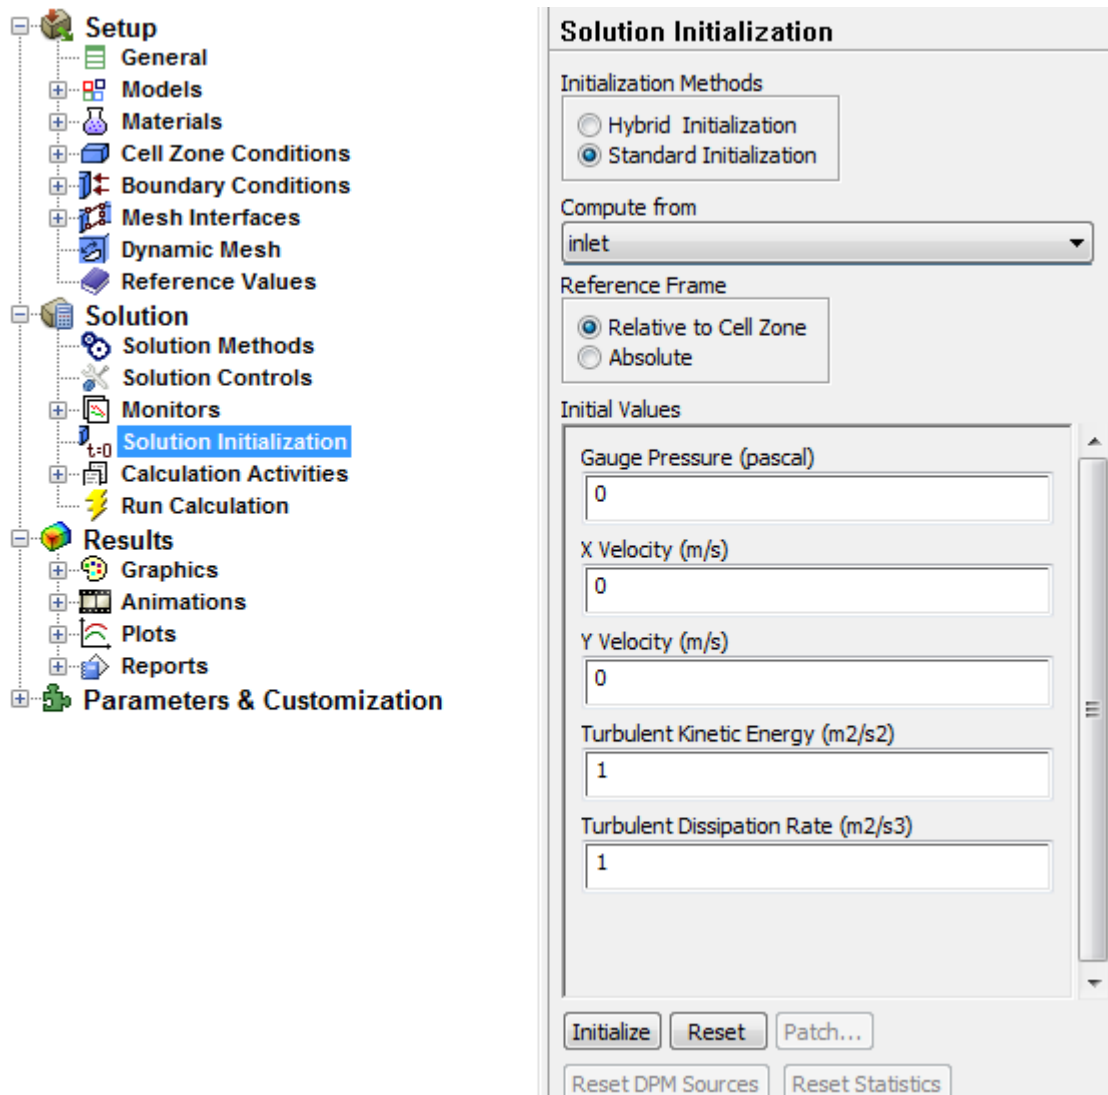 Setup
General
Models
Materials
Cell Zone Conditions
Boundary Conditions
Mesh Interfaces
Dynamic Mesh
Reference Values
Solution
Solution Methods
Solution Controls
Monitors
t=0 Solution Initialization
Calculation Activities
Run Calculation
Results
Graphics
Animations
Plots
Reports
Parameters & Customization
Solution Initialization
Initialization Methods
Hybrid Initialization
Standard Initialization
Compute from
inlet
Reference Frame
Relative to Cell Zone
Absolute
Initial Values
Gauge Pressure (pascal)
0
X Velocity (m/s)
0
Y Velocity (m/s)
0
Turbulent Kinetic Energy (m2/s2)
1
Turbulent Dissipation Rate (m2/s3)
1
Initialize Reset Patch...
Reset DPM Sources Reset Statistics